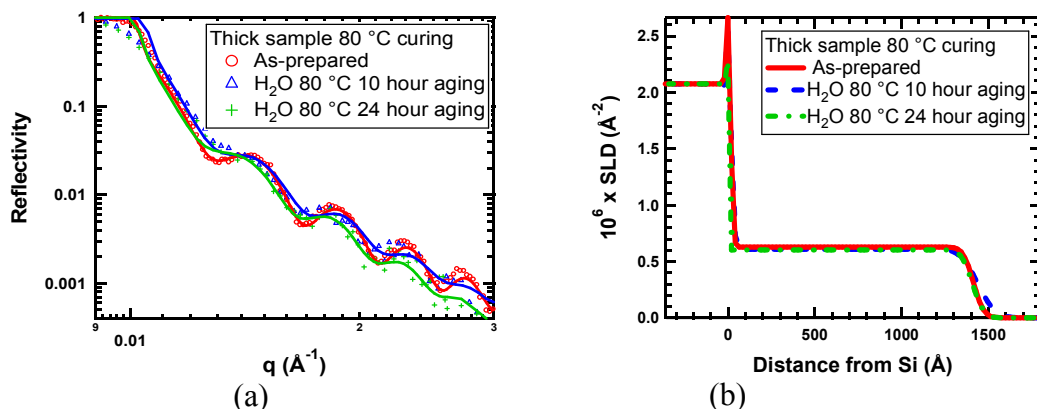 Thick sample 80 °C curing
As-prepared
H2O 80 °C 10 hour aging
H2O 80 °C 24 hour aging
1
0.1
0.01
0.001
Reflectivity
9
0.01
2
3
q (Å-1)
(a)
Thick sample 80 °C curing
As-prepared
H2O 80 °C 10 hour aging
H2O 80 °C 24 hour aging
2.5
2.0
1.5
1.0
0.5
0.0
10^6 x SLD (Å-2)
0
500
1000
1500
Distance from Si (Å)
(b)